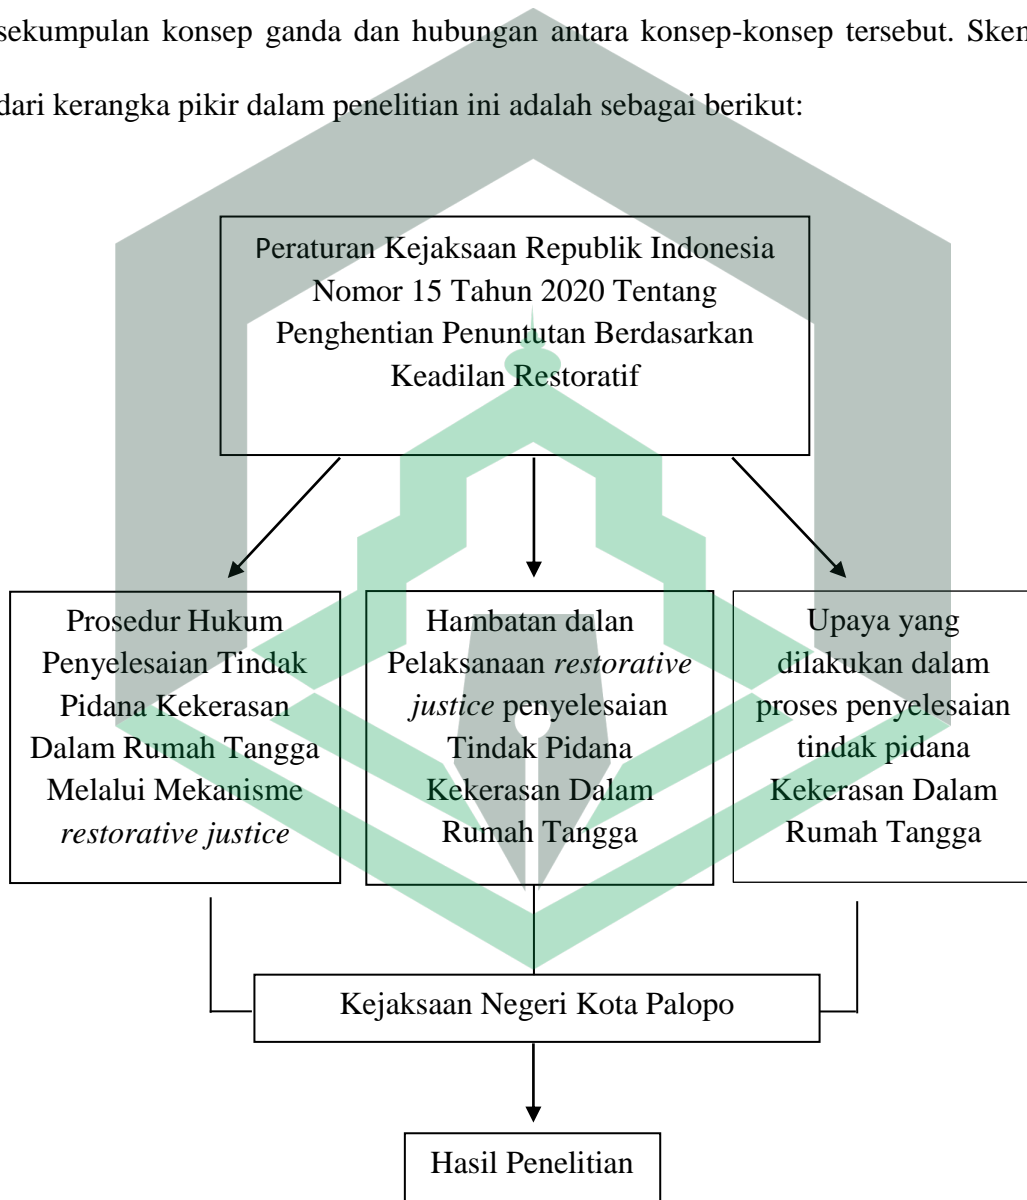 sekumpulan konsep ganda dan hubungan antara konsep-konsep tersebut.
dari kerangka pikir dalam penelitian ini adalah sebagai berikut:
Peraturan Kejaksaan Republik Indonesia
Nomor 15 Tahun 2020 Tentang
Penghentian Penuntutan Berdasarkan
Keadilan Restoratif
Prosedur Hukum
Penyelesaian Tindak
Pidana Kekerasan
Dalam Rumah Tangga
Melalui Mekanisme
restorative justice
Hambatan dalan
Pelaksanaan restorative
justice penyelesaian
Tindak Pidana
Kekerasan Dalam
Rumah Tangga
Upaya yang
dilakukan dalam
proses penyelesaian
tindak pidana
Kekerasan Dalam
Rumah Tangga
Kejaksaan Negeri Kota Palopo
Hasil Penelitian